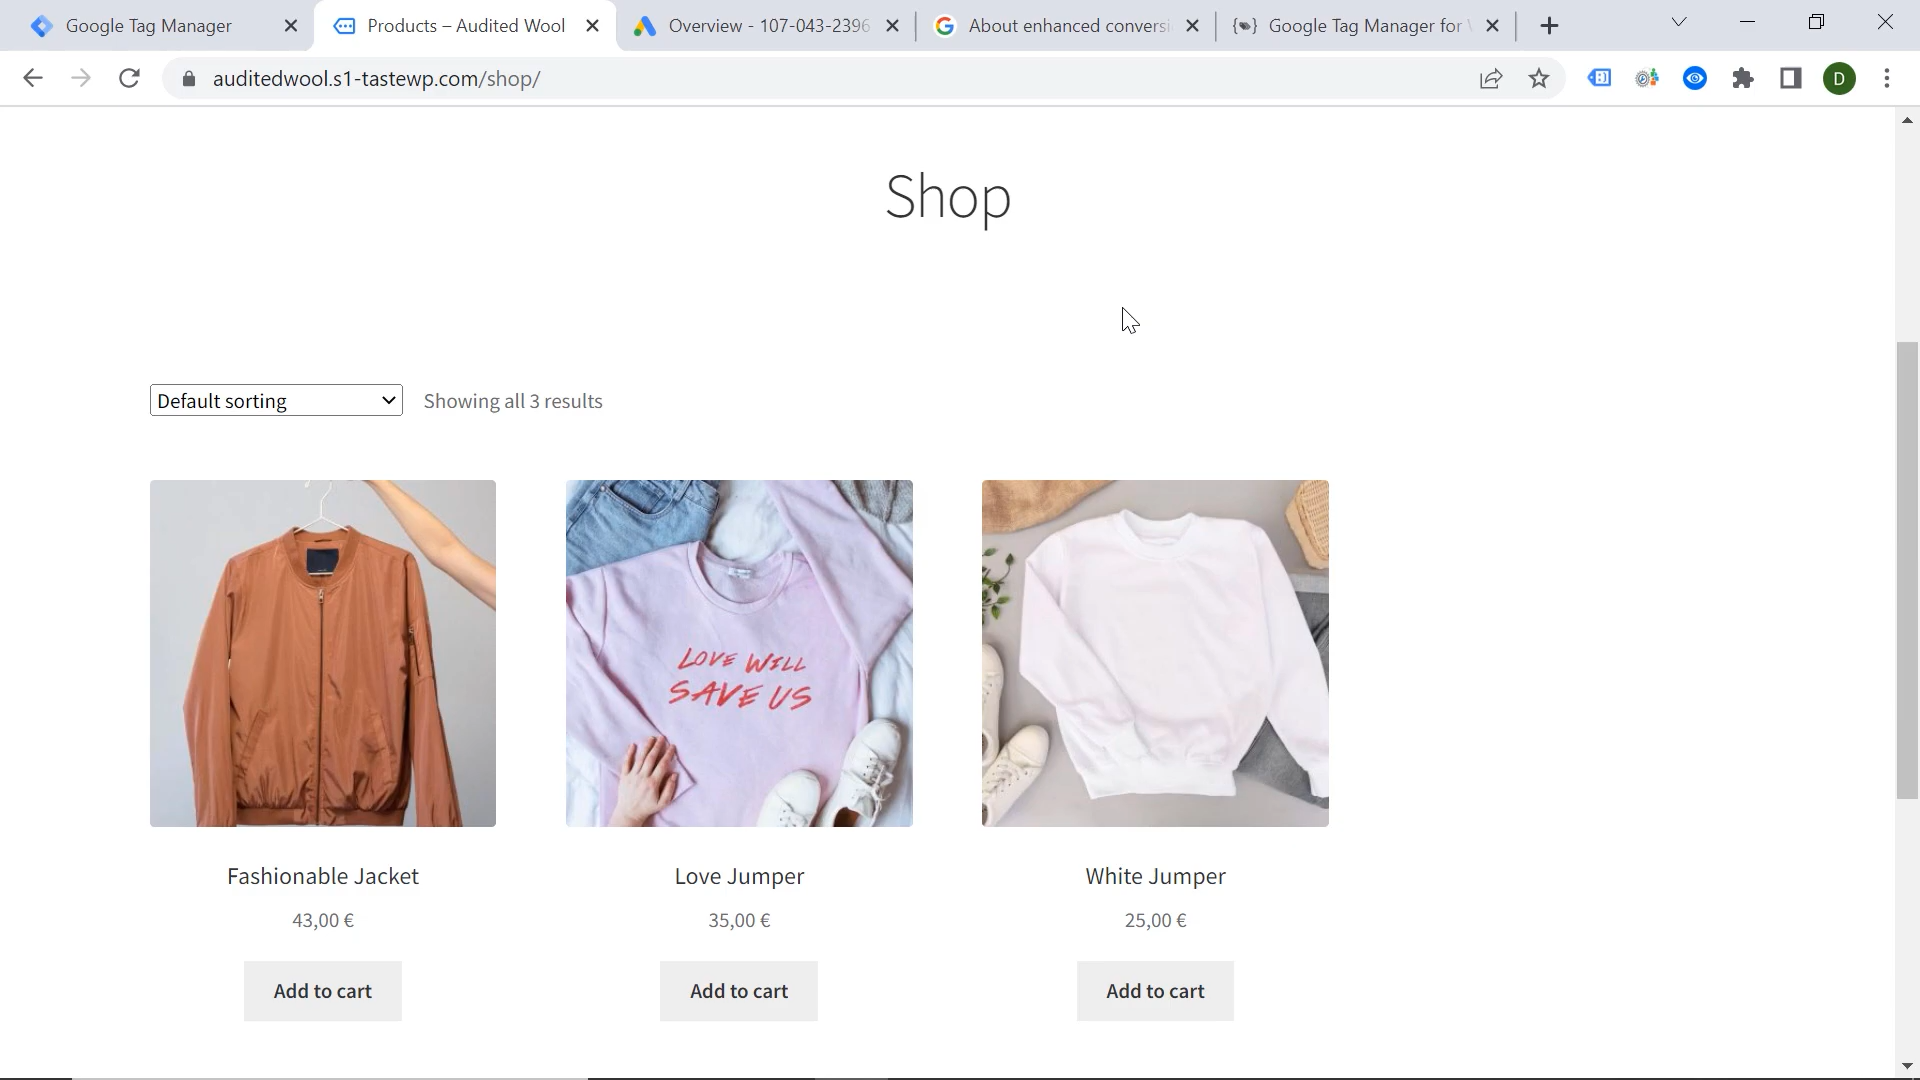 Google Tag Manager
Products – Audited Wool
Overview - 107-043-2396
About enhanced conversi
Google Tag Manager for
auditedwool.s1-tastewp.com/shop/
D
Shop
Default sorting
Showing all 3 results
LOVE WILL
SAVE US
Fashionable Jacket
Love Jumper
White Jumper
43,00 €
35,00 €
25,00 €
Add to cart
Add to cart
Add to cart